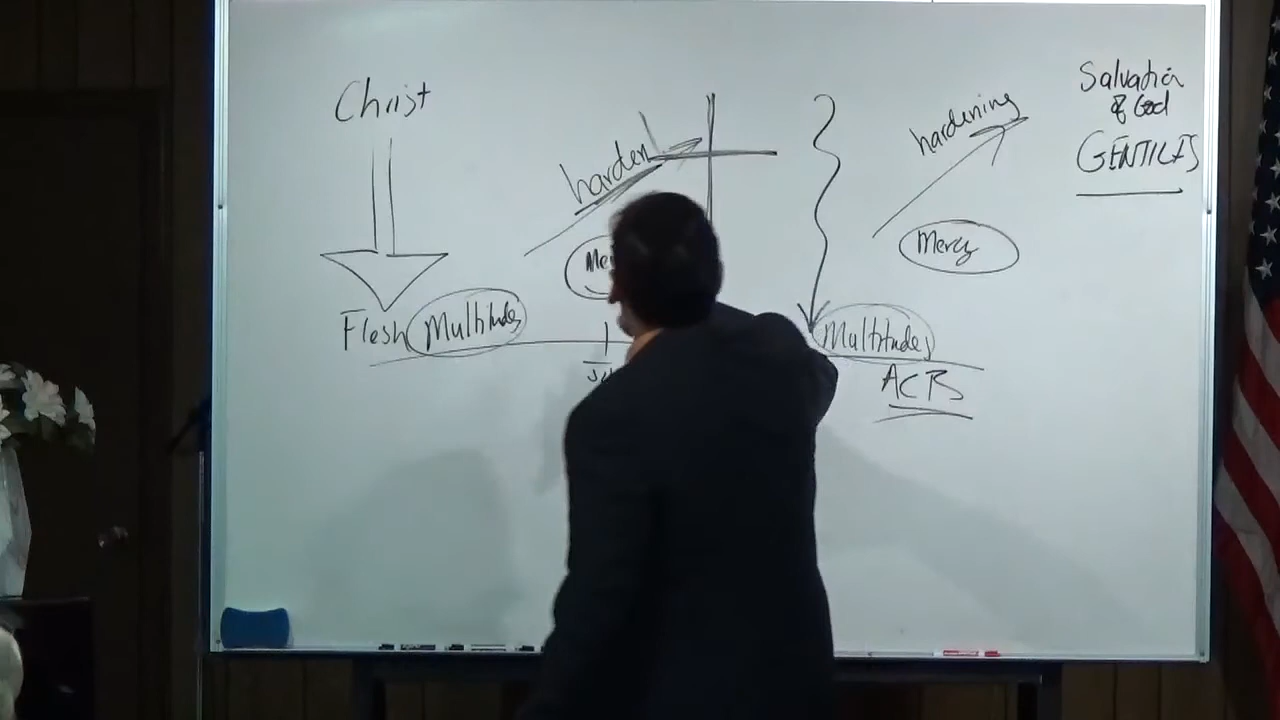 Christ
Flesh Multitudes
harden
hardening
Mercy
Multitudes
ACTS
Salvation
of God
GENTILES